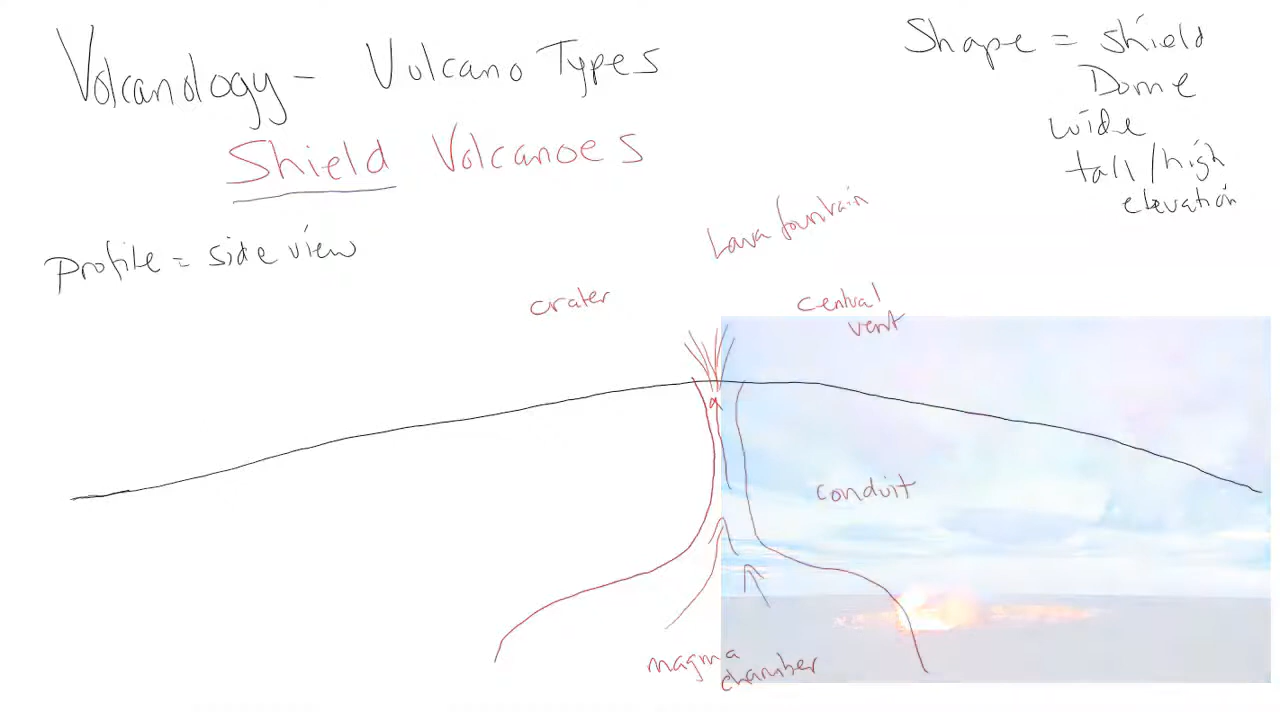 Volcanology - Volcano Types
Shield Volcanoes
Shape = shield
Dome
wide
tall/high
elevation
Profile = side view
Lava fountain
crater
central
vent
conduit
magma
chamber